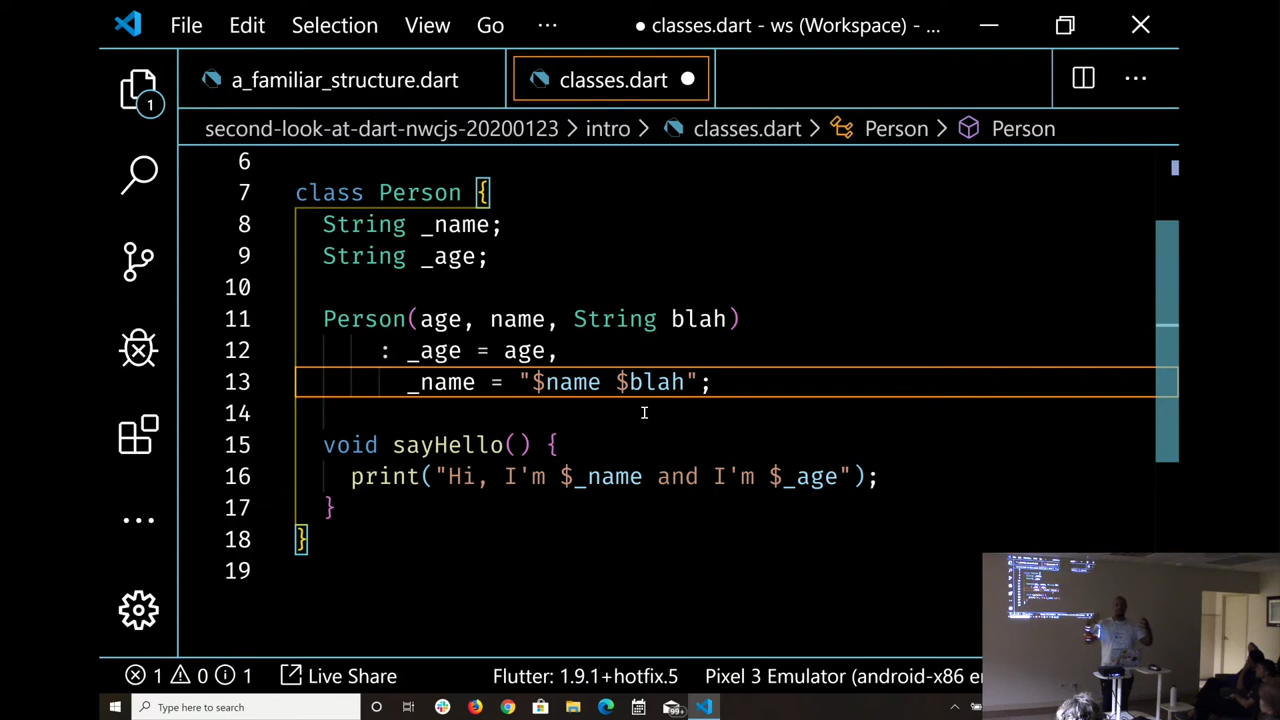 File Edit Selection View Go ··· ● classes.dart - ws (Workspace) - ...
a_familiar_structure.dart classes.dart ● ···
1
second-look-at-dart-nwcjs-20200123 > intro > classes.dart > Person > Person
6
7 class Person {
8 String _name;
9 String _age;
10
11 Person(age, name, String blah)
12 : _age = age,
13 _name = "$name $blah";
14
15 void sayHello() {
16 print("Hi, I'm $_name and I'm $_age");
17 }
18 }
19
1 0 1 Live Share Flutter: 1.9.1+hotfix.5 Pixel 3 Emulator (android-x86 em
Type here to search 99+